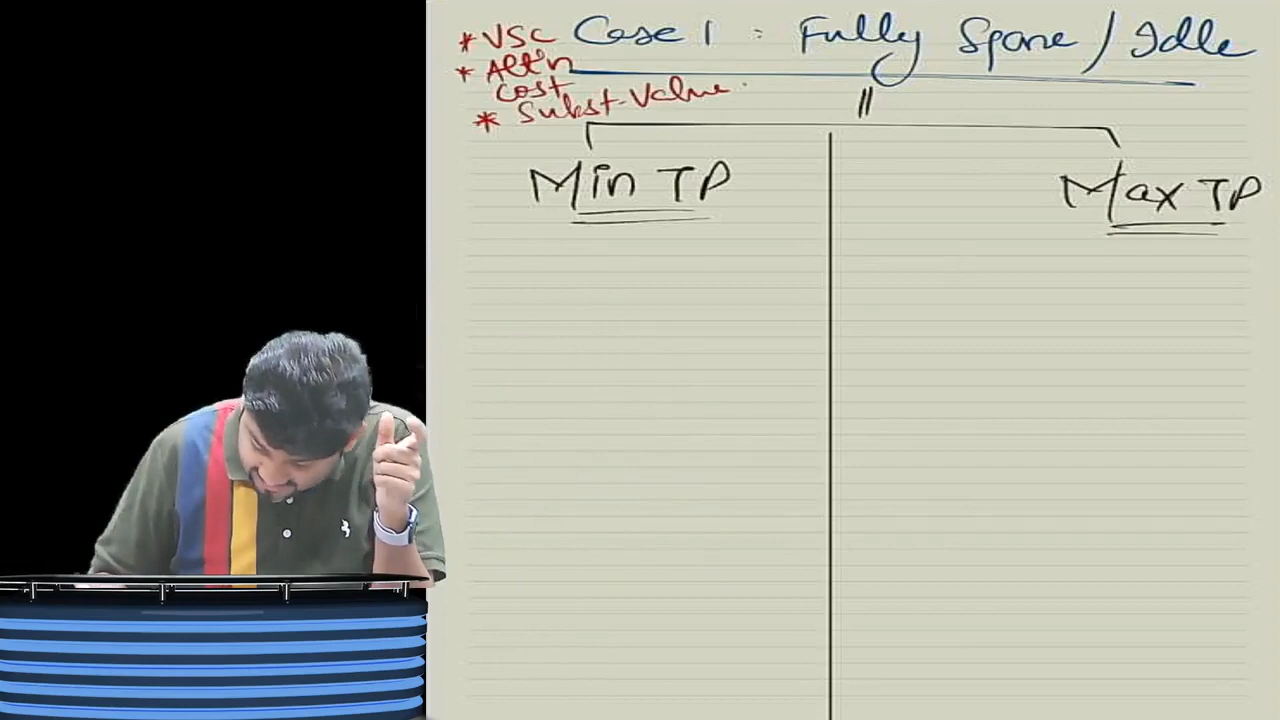 * VSC Case 1 : Fully Spare / Idle
* Alt'n
cost
* Subst. Value
Min TP
Max TP